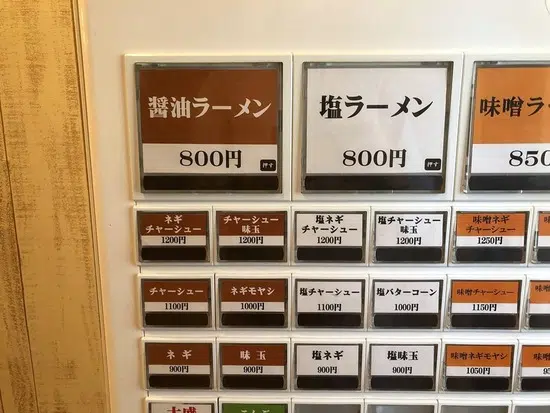 醤油ラーメン
800円
押す
塩ラーメン
800円
押す
味噌ラ
850
ネギ
チャーシュー
1200円
チャーシュー
味玉
1200円
塩ネギ
チャーシュー
1200円
塩チャーシュー
味玉
1200円
味噌ネギ
チャーシュー
1250円
チャーシュー
1100円
ネギモヤシ
1000円
塩チャーシュー
1100円
塩バターコーン
1000円
味噌チャーシュー
1150円
ネギ
900円
味玉
900円
塩ネギ
900円
塩味玉
900円
味噌ネギモヤシ
1050円
大盛